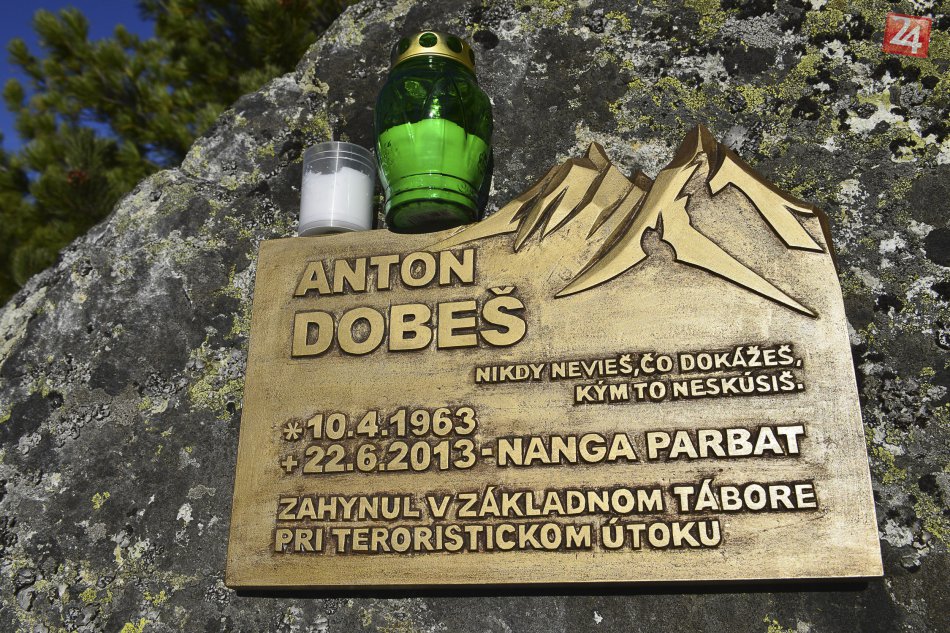 24
ANTON
DOBEŠ
NIKDY NEVIEŠ,ČO DOKÁŽEŠ,
KÝM TO NESKÚSIŠ.
*10.4.1963
+22.6.2013-NANGA PARBAT
ZAHYNUL V ZÁKLADNOM TÁBORE
PRI TERORISTICKOM ÚTOKU